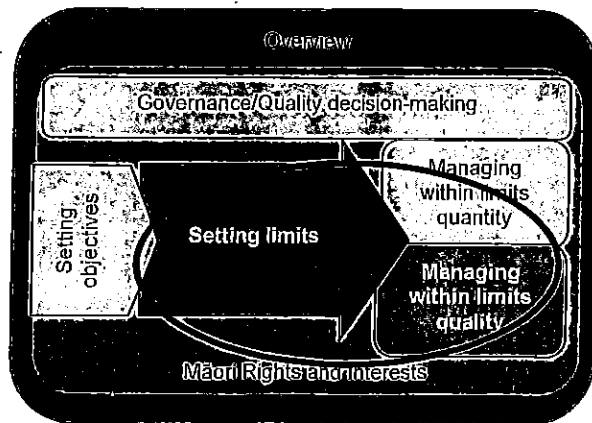 Overview
Governance/Quality decision-making
Setting
objectives
Setting limits
Managing
within limits
quantity
Managing
within limits
quality
Māori Rights and Interests